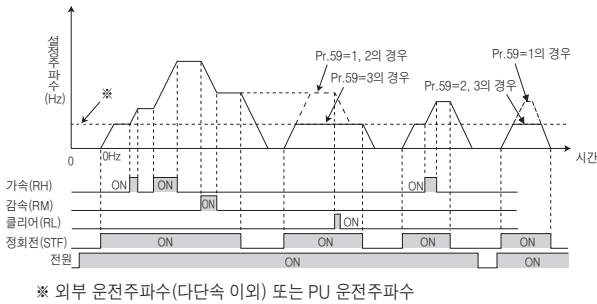 설정주파수
(Hz)
※
Pr.59=1, 2의 경우
Pr.59=3의 경우
Pr.59=1의 경우
Pr.59=2, 3의 경우
0
0Hz
시간
가속(RH) ON ON ON
감속(RM) ON
클리어(RL) ON
정회전(STF) ON ON ON ON
전원 ON ON
※ 외부 운전주파수(다단속 이외) 또는 PU 운전주파수